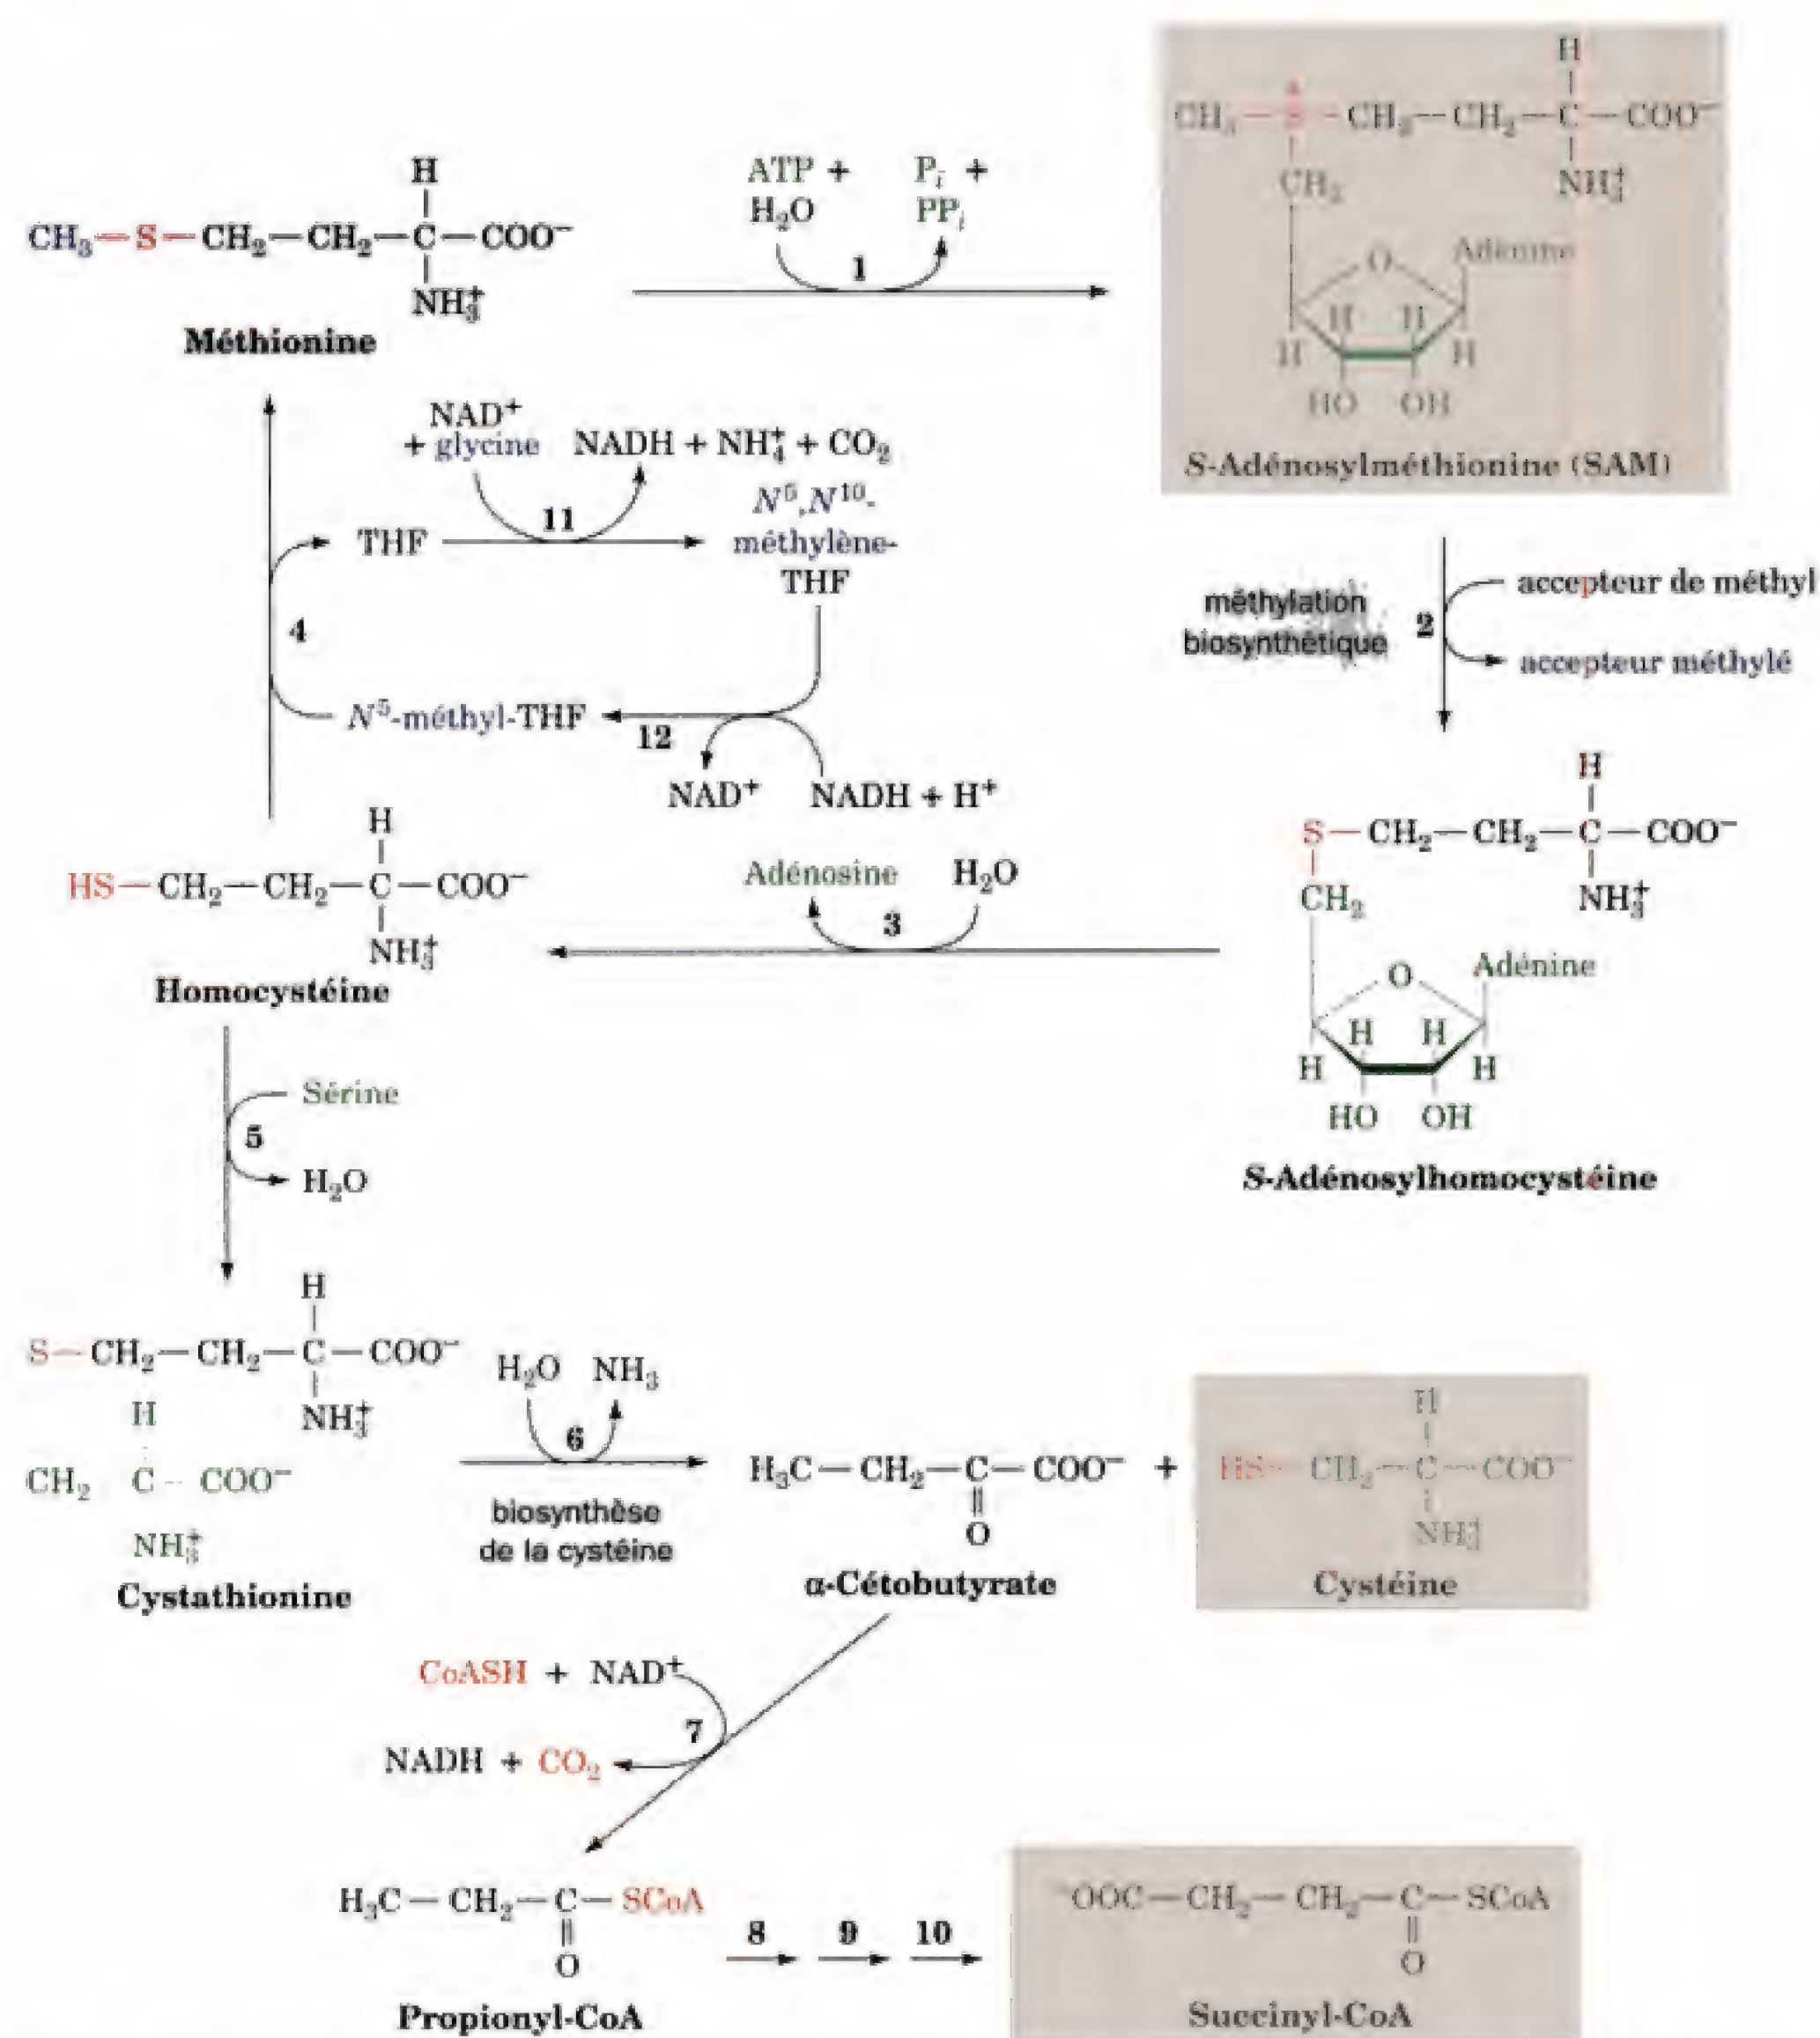 H
CH₃—S—CH₂—CH₂—C—COO⁻
NH₃⁺
Méthionine
ATP + Pᵢ +
H₂O PPᵢ
1
H
CH₃—S⁺—CH₂—CH₂—C—COO⁻
CH₂ NH₃⁺
O Adénine
H H
H H
HO OH
S-Adénosylméthionine (SAM)
NAD⁺
+ glycine NADH + NH₄⁺ + CO₂
11
THF
N⁵,N¹⁰-
méthylène-
THF
4
N⁵-méthyl-THF
12
NAD⁺ NADH + H⁺
méthylation
biosynthétique
2
accepteur de méthyl
accepteur méthylé
H
S—CH₂—CH₂—C—COO⁻
CH₂ NH₃⁺
O Adénine
H H
H H
HO OH
S-Adénosylhomocystéine
Adénosine H₂O
3
H
HS—CH₂—CH₂—C—COO⁻
NH₃⁺
Homocystéine
Sérine
5
H₂O
H
S—CH₂—CH₂—C—COO⁻
H NH₃⁺
CH₂ C—COO⁻
NH₃⁺
Cystathionine
H₂O NH₃
6
biosynthèse
de la cystéine
H₃C—CH₂—C—COO⁻ +
O
α-Cétobutyrate
H
HS—CH₂—C—COO⁻
NH₃⁺
Cystéine
CoASH + NAD⁺
7
NADH + CO₂
H₃C—CH₂—C—SCoA
O
Propionyl-CoA
8 9 10
⁻OOC—CH₂—CH₂—C—SCoA
O
Succinyl-CoA